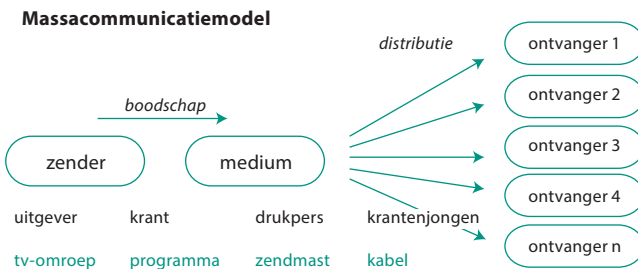 Massacommunicatiemodel
distributie
boodschap
zender
medium
ontvanger 1
ontvanger 2
ontvanger 3
ontvanger 4
ontvanger n
uitgever krant drukpers krantenjongen
tv-omroep programma zendmast kabel